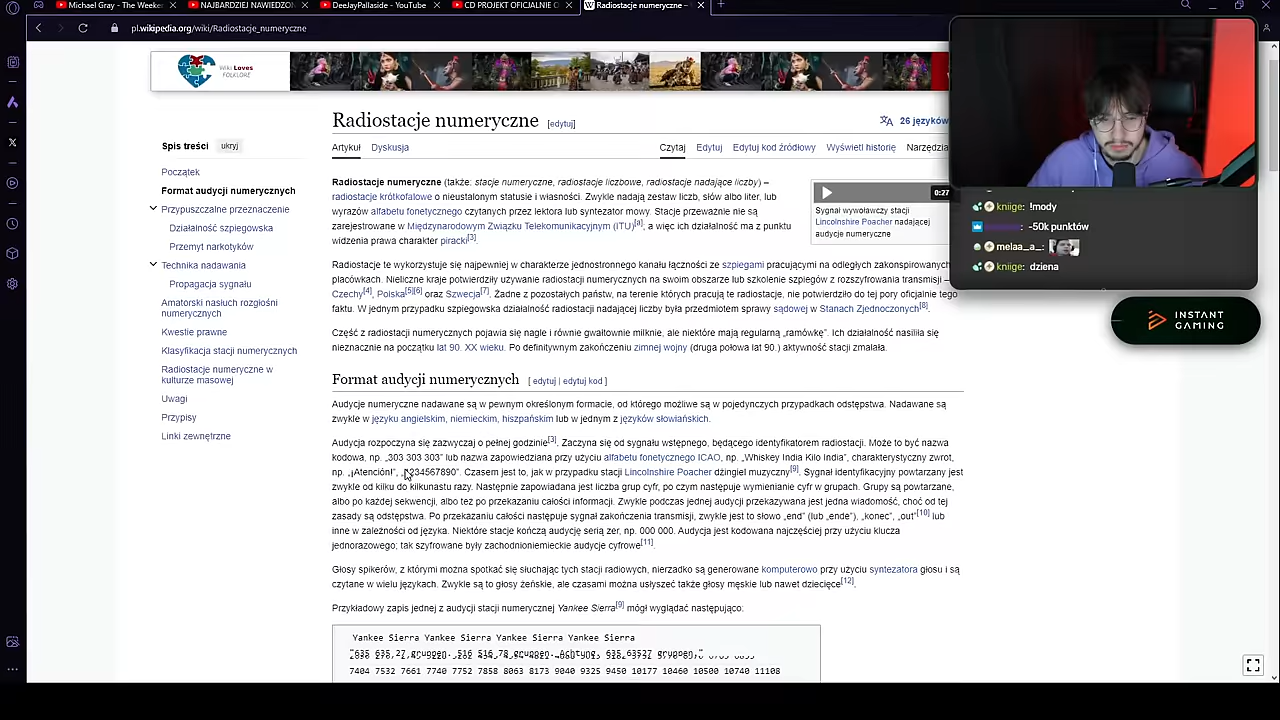 Michael Gray - The Weeke
NAJBARDZIEJ NAWIEDZON
DeeJayPallaside - YouTube
CD PROJEKT OFICJALNIE O
Radiostacje numeryczne –
pl.wikipedia.org/wiki/Radiostacje_numeryczne
Wiki Loves
FOLKLORE
Radiostacje numeryczne [edytuj]
26 języków
Artykuł Dyskusja Czytaj Edytuj Edytuj kod źródłowy Wyświetl historię Narzędzia
Spis treści ukryj
Początek
Format audycji numerycznych
Przypuszczalne przeznaczenie
Działalność szpiegowska
Przemyt narkotyków
Technika nadawania
Propagacja sygnału
Amatorski nasłuch rozgłośni
numerycznych
Kwestie prawne
Klasyfikacja stacji numerycznych
Radiostacje numeryczne w
kulturze masowej
Uwagi
Przypisy
Linki zewnętrzne
Radiostacje numeryczne (także: stacje numeryczne, radiostacje liczbowe, radiostacje nadające liczby) –
radiostacje krótkofalowe o nieustalonym statusie i własności. Zwykle nadają zestaw liczb, słów albo liter, lub
wyrazów alfabetu fonetycznego czytanych przez lektora lub syntezator mowy. Stacje przeważnie nie są
zarejestrowane w Międzynarodowym Związku Telekomunikacyjnym (ITU)[a], a więc ich działalność ma z punktu
widzenia prawa charakter piracki[3].
0:27
Sygnał wywoławczy stacji
Lincolnshire Poacher nadającej
audycje numeryczne
Radiostacje te wykorzystuje się najpewniej w charakterze jednostronnego kanału łączności ze szpiegami pracującymi na odległych zakonspirowanych
placówkach. Nieliczne kraje potwierdziły używanie radiostacji numerycznych na swoim obszarze lub szkolenie szpiegów z rozszyfrowania transmisji –
Czechy[4], Polska[5][6] oraz Szwecja[7]. Żadne z pozostałych państw, na terenie których pracują te radiostacje, nie potwierdziło do tej pory oficjalnie tego
faktu. W jednym przypadku szpiegowska działalność radiostacji nadającej liczby była przedmiotem sprawy sądowej w Stanach Zjednoczonych[8].
Część z radiostacji numerycznych pojawia się nagle i równie gwałtownie milknie, ale niektóre mają regularną „ramówkę”. Ich działalność nasiliła się
nieznacznie na początku lat 90. XX wieku. Po definitywnym zakończeniu zimnej wojny (druga połowa lat 90.) aktywność stacji zmalała.
Format audycji numerycznych [ edytuj | edytuj kod ]
Audycje numeryczne nadawane są w pewnym określonym formacie, od którego możliwe są w pojedynczych przypadkach odstępstwa. Nadawane są
zwykle w języku angielskim, niemieckim, hiszpańskim lub w jednym z języków słowiańskich.
Audycja rozpoczyna się zazwyczaj o pełnej godzinie[3]. Zaczyna się od sygnału wstępnego, będącego identyfikatorem radiostacji. Może to być nazwa
kodowa, np. „303 303 303” lub nazwa zapowiedziana przy użyciu alfabetu fonetycznego ICAO, np. „Whiskey India Kilo India”, charakterystyczny zwrot,
np. „¡Atención!”, „1234567890”. Czasem jest to, jak w przypadku stacji Lincolnshire Poacher dżingiel muzyczny[9]. Sygnał identyfikacyjny powtarzany jest
zwykle od kilku do kilkunastu razy. Następnie zapowiadana jest liczba grup cyfr, po czym następuje wymienianie cyfr w grupach. Grupy są powtarzane,
albo po każdej sekwencji, albo też po przekazaniu całości informacji. Zwykle podczas jednej audycji przekazywana jest jedna wiadomość, choć od tej
zasady są odstępstwa. Po przekazaniu całości następuje sygnał zakończenia transmisji, zwykle jest to słowo „end” (lub „ende”), „konec”, „out”[10] lub
inne w zależności od języka. Niektóre stacje kończą audycję serią zer, np. 000 000. Audycja jest kodowana najczęściej przy użyciu klucza
jednorazowego; tak szyfrowane były zachodnioniemieckie audycje cyfrowe[11].
Głosy spikerów, z którymi można spotkać się słuchając tych stacji radiowych, nierzadko są generowane komputerowo przy użyciu syntezatora głosu i są
czytane w wielu językach. Zwykle są to głosy żeńskie, ale czasami można usłyszeć także głosy męskie lub nawet dziecięce[12].
Przykładowy zapis jednej z audycji stacji numerycznej Yankee Sierra[9] mógł wyglądać następująco:
Yankee Sierra Yankee Sierra Yankee Sierra Yankee Sierra
7404 7532 7661 7740 7752 7858 8063 8173 9040 9325 9450 10177 10460 10500 10740 11108
kniige: !mody
: -50k punktów
melaa_a_:
kniige: dziena
INSTANT
GAMING